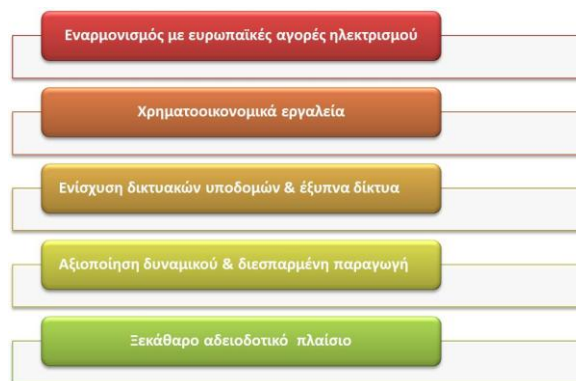 Εναρμονισμός με ευρωπαϊκές αγορές ηλεκτρισμού
Χρηματοοικονομικά εργαλεία
Ενίσχυση δικτυακών υποδομών & έξυπνα δίκτυα
Αξιοποίηση δυναμικού & διεσπαρμένη παραγωγή
Ξεκάθαρο αδειοδοτικό πλαίσιο